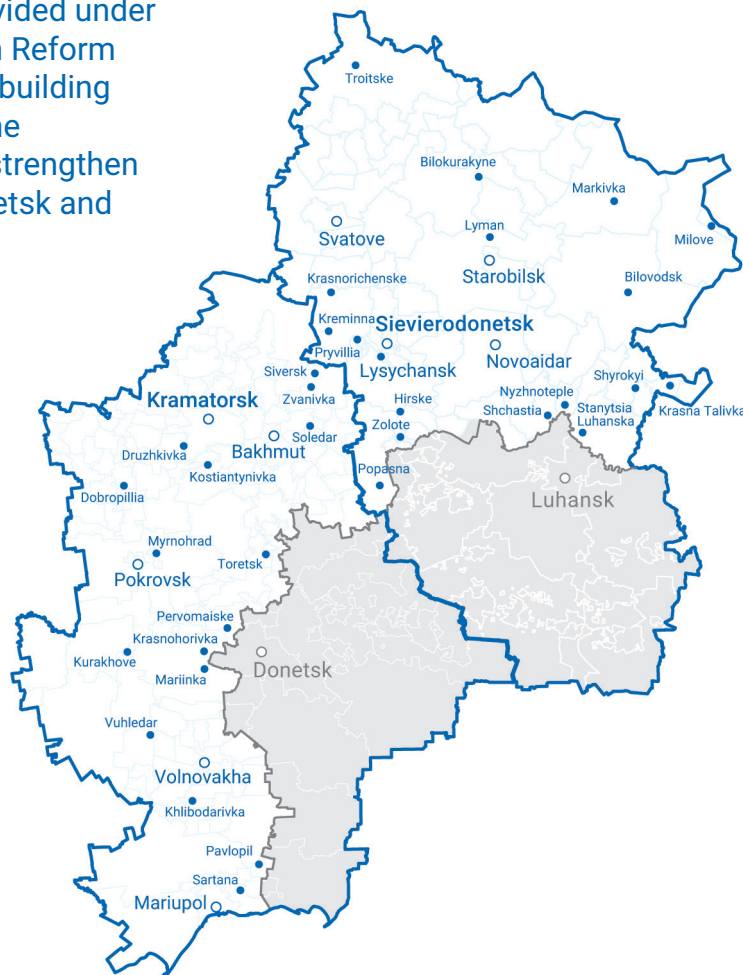 vided under
Reform
building
strengthen
etsk and
Troitske
Bilokurakyne
Markivka
Svatove
Lyman
Milove
Starobilsk
Krasnorichenske
Bilovodsk
Kreminna
Sievierodonetsk
Pryvillia
Lysychansk
Novoaidar
Siversk
Shyrokyi
Kramatorsk
Zvanivka
Hirske
Nyzhnoteple
Shchastia
Stanytsia
Luhanska
Krasna Talivka
Bakhmut
Soledar
Zolote
Druzhkivka
Kostiantynivka
Popasna
Dobropillia
Luhansk
Myrnohrad
Pokrovsk
Toretsk
Pervomaiske
Krasnohorivka
Kurakhove
Mariinka
Donetsk
Vuhledar
Volnovakha
Khlibodarivka
Pavlopil
Sartana
Mariupol